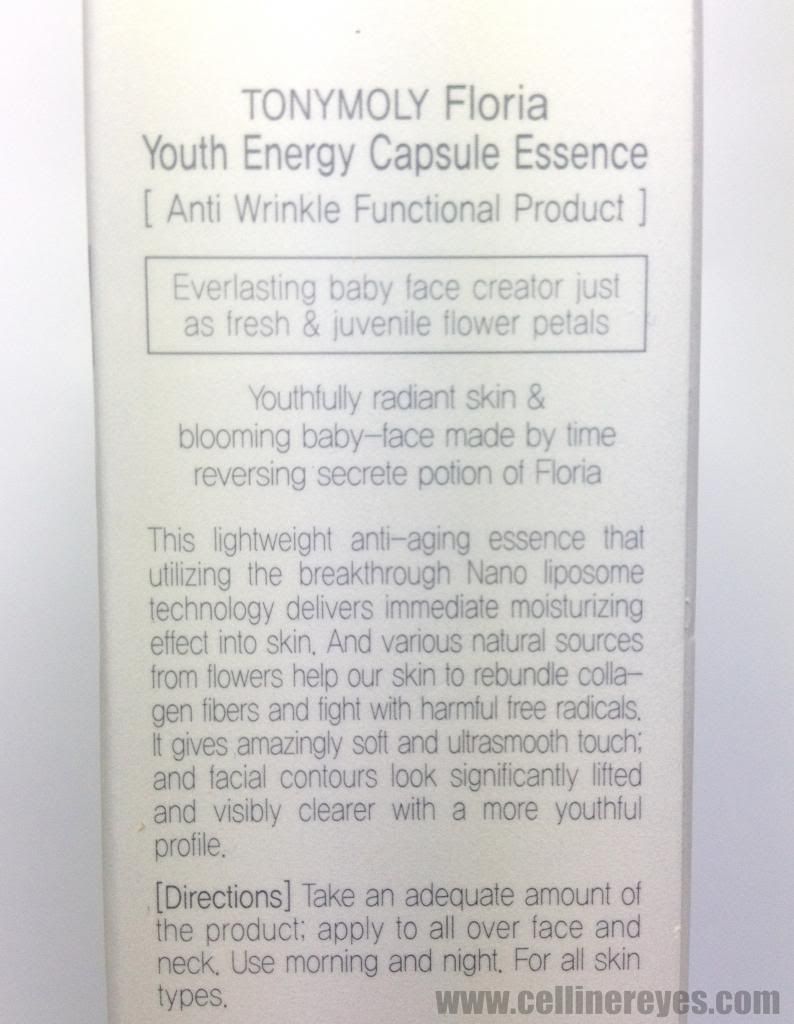 TONYMOLY Floria
Youth Energy Capsule Essence
[ Anti Wrinkle Functional Product ]
Everlasting baby face creator just
as fresh & juvenile flower petals
Youthfully radiant skin &
blooming baby-face made by time
reversing secrete potion of Floria
This lightweight anti-aging essence that
utilizing the breakthrough Nano liposome
technology delivers immediate moisturizing
effect into skin. And various natural sources
from flowers help our skin to rebundle colla-
gen fibers and fight with harmful free radicals.
It gives amazingly soft and ultrasmooth touch;
and facial contours look significantly lifted
and visibly clearer with a more youthful
profile.
[Directions] Take an adequate amount of
the product; apply to all over face and
neck. Use morning and night. For all skin
types.
www.cellinereyes.com